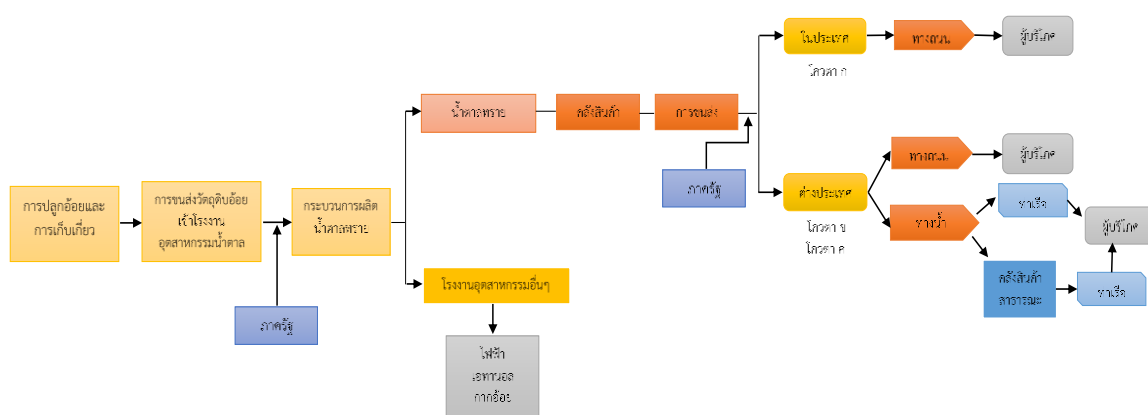 การปลูกอ้อยและ
การเก็บเกี่ยว
การขนส่งวัตถุดิบอ้อย
เข้าโรงงาน
อุตสาหกรรมน้ำตาล
ภาครัฐ
กระบวนการผลิต
น้ำตาลทราย
น้ำตาลทราย
คลังสินค้า
การขนส่ง
ภาครัฐ
โรงงานอุตสาหกรรมอื่นๆ
ไฟฟ้า
เอทานอล
กากอ้อย
ในประเทศ
โควตา ก
ทางถนน
ผู้บริโภค
ต่างประเทศ
โควตา ข
โควตา ค
ทางถนน
ผู้บริโภค
ทางน้ำ
ท่าเรือ
ผู้บริโภค
คลังสินค้า
สาธารณะ
ท่าเรือ